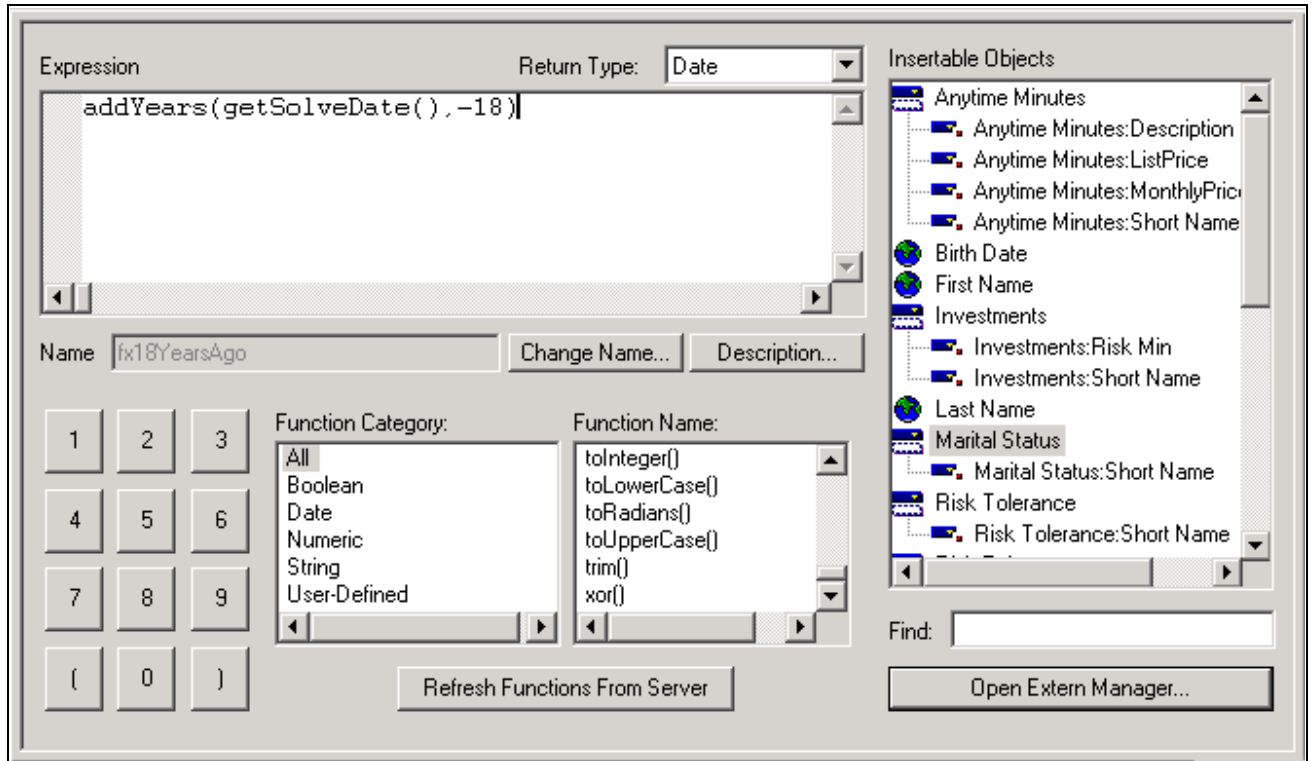 Expression
Return Type:
Date
addYears(getSolveDate(),-18)
Name
fx18YearsAgo
Change Name...
Description...
1
2
3
4
5
6
7
8
9
(
0
)
Function Category:
All
Boolean
Date
Numeric
String
User-Defined
Function Name:
toInteger()
toLowerCase()
toRadians()
toUpperCase()
trim()
xor()
Refresh Functions From Server
Insertable Objects
Anytime Minutes
Anytime Minutes:Description
Anytime Minutes:ListPrice
Anytime Minutes:MonthlyPric
Anytime Minutes:Short Name
Birth Date
First Name
Investments
Investments:Risk Min
Investments:Short Name
Last Name
Marital Status
Marital Status:Short Name
Risk Tolerance
Risk Tolerance:Short Name
Find:
Open Extern Manager...